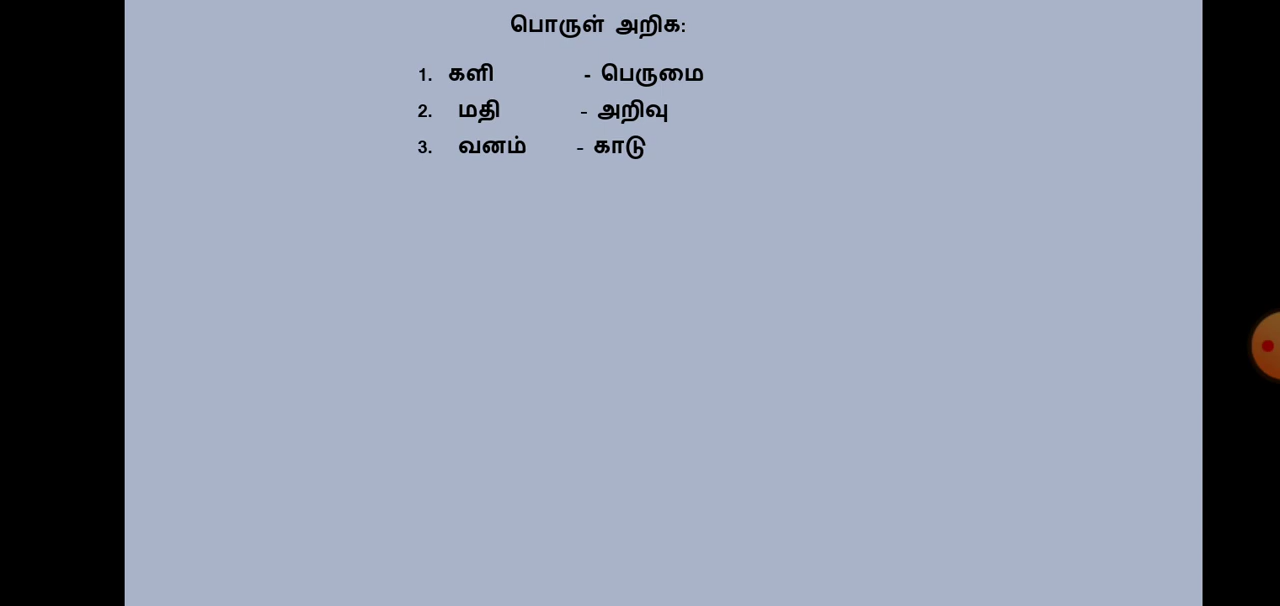 பொருள் அறிக:
1. களி - பெருமை
2. மதி - அறிவு
3. வனம் - காடு